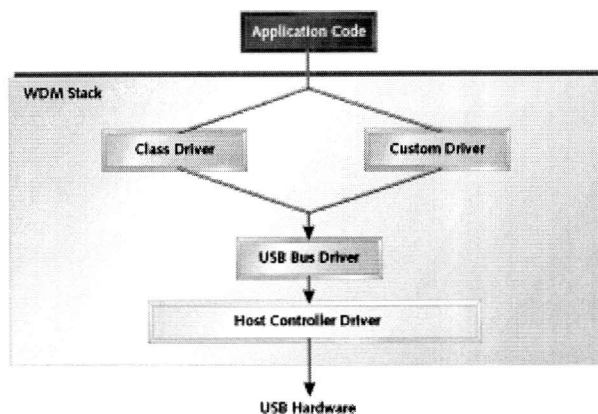 Application Code
WDM Stack
Class Driver
Custom Driver
USB Bus Driver
Host Controller Driver
USB Hardware